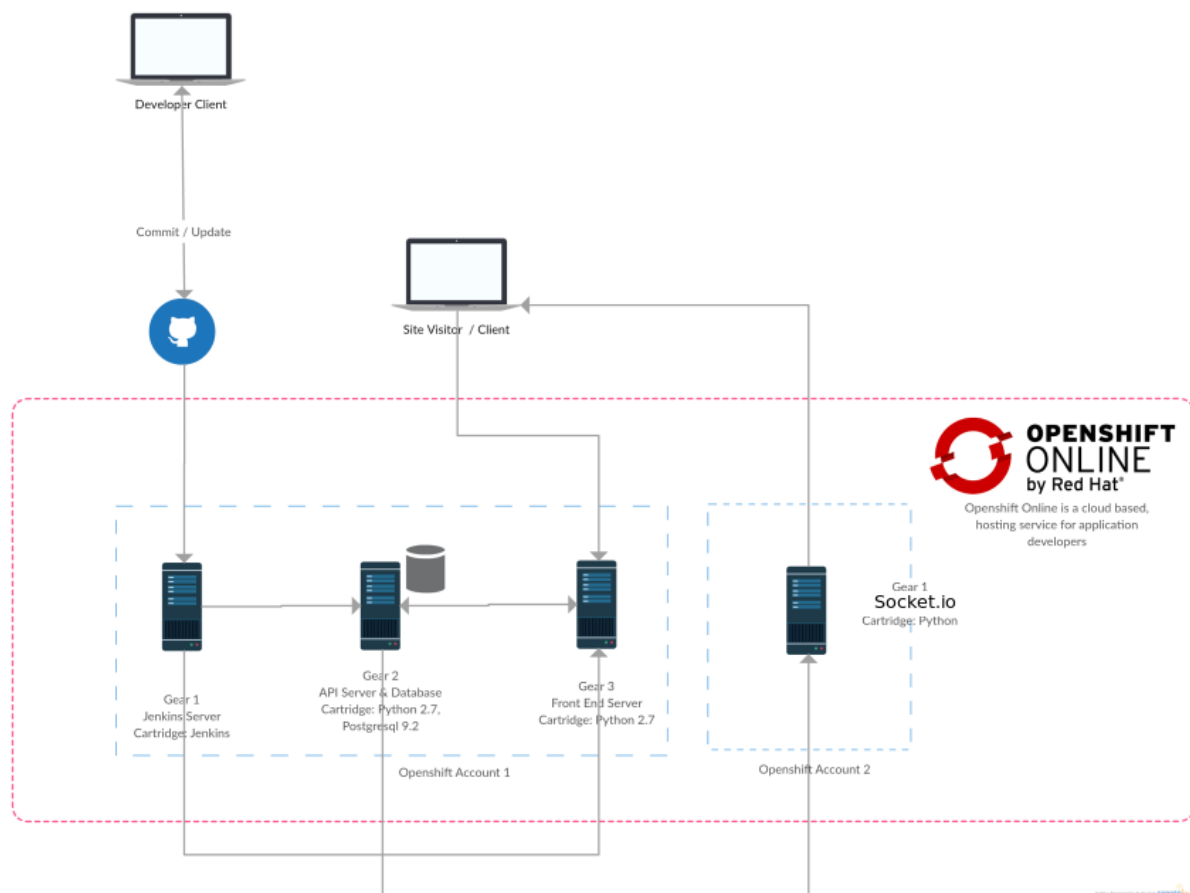 Developer Client
Commit / Update
Site Visitor / Client
OPENSHIFT
ONLINE
by Red Hat®
Openshift Online is a cloud based,
hosting service for application
developers
Gear 1
Jenkins Server
Cartridge: Jenkins
Gear 2
API Server & Database
Cartridge: Python 2.7,
Postgresql 9.2
Gear 3
Front End Server
Cartridge: Python 2.7
Openshift Account 1
Gear 1
Socket.io
Cartridge: Python
Openshift Account 2